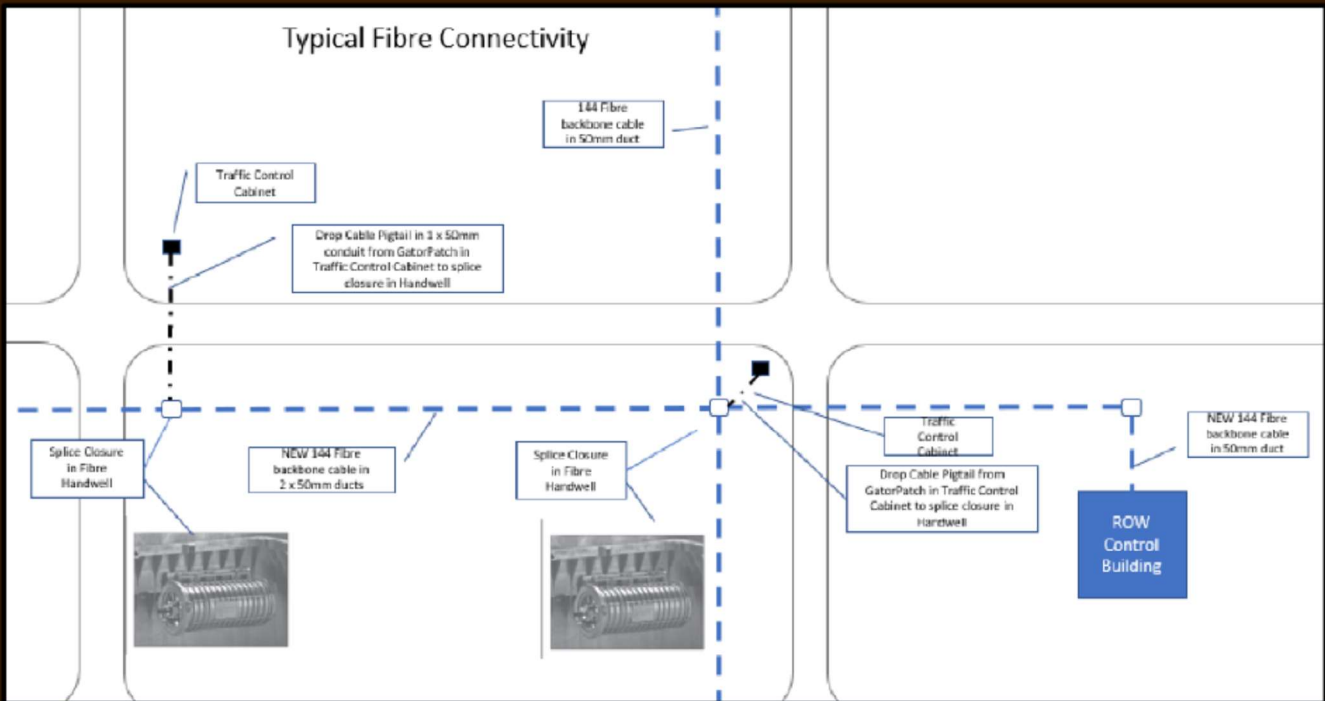 Typical Fibre Connectivity
144 Fibre
backbone cable
in 50mm duct
Traffic Control
Cabinet
Drop Cable Pigtail in 1 x 50mm
conduit from GatorPatch in
Traffic Control Cabinet to splice
closure in Handwell
Splice Closure
in Fibre
Handwell
NEW 144 Fibre
backbone cable in
2 x 50mm ducts
Splice Closure
in Fibre
Handwell
Traffic
Control
Cabinet
Drop Cable Pigtail from
GatorPatch in Traffic Control
Cabinet to splice closure in
Handwell
NEW 144 Fibre
backbone cable
in 50mm duct
ROW
Control
Building